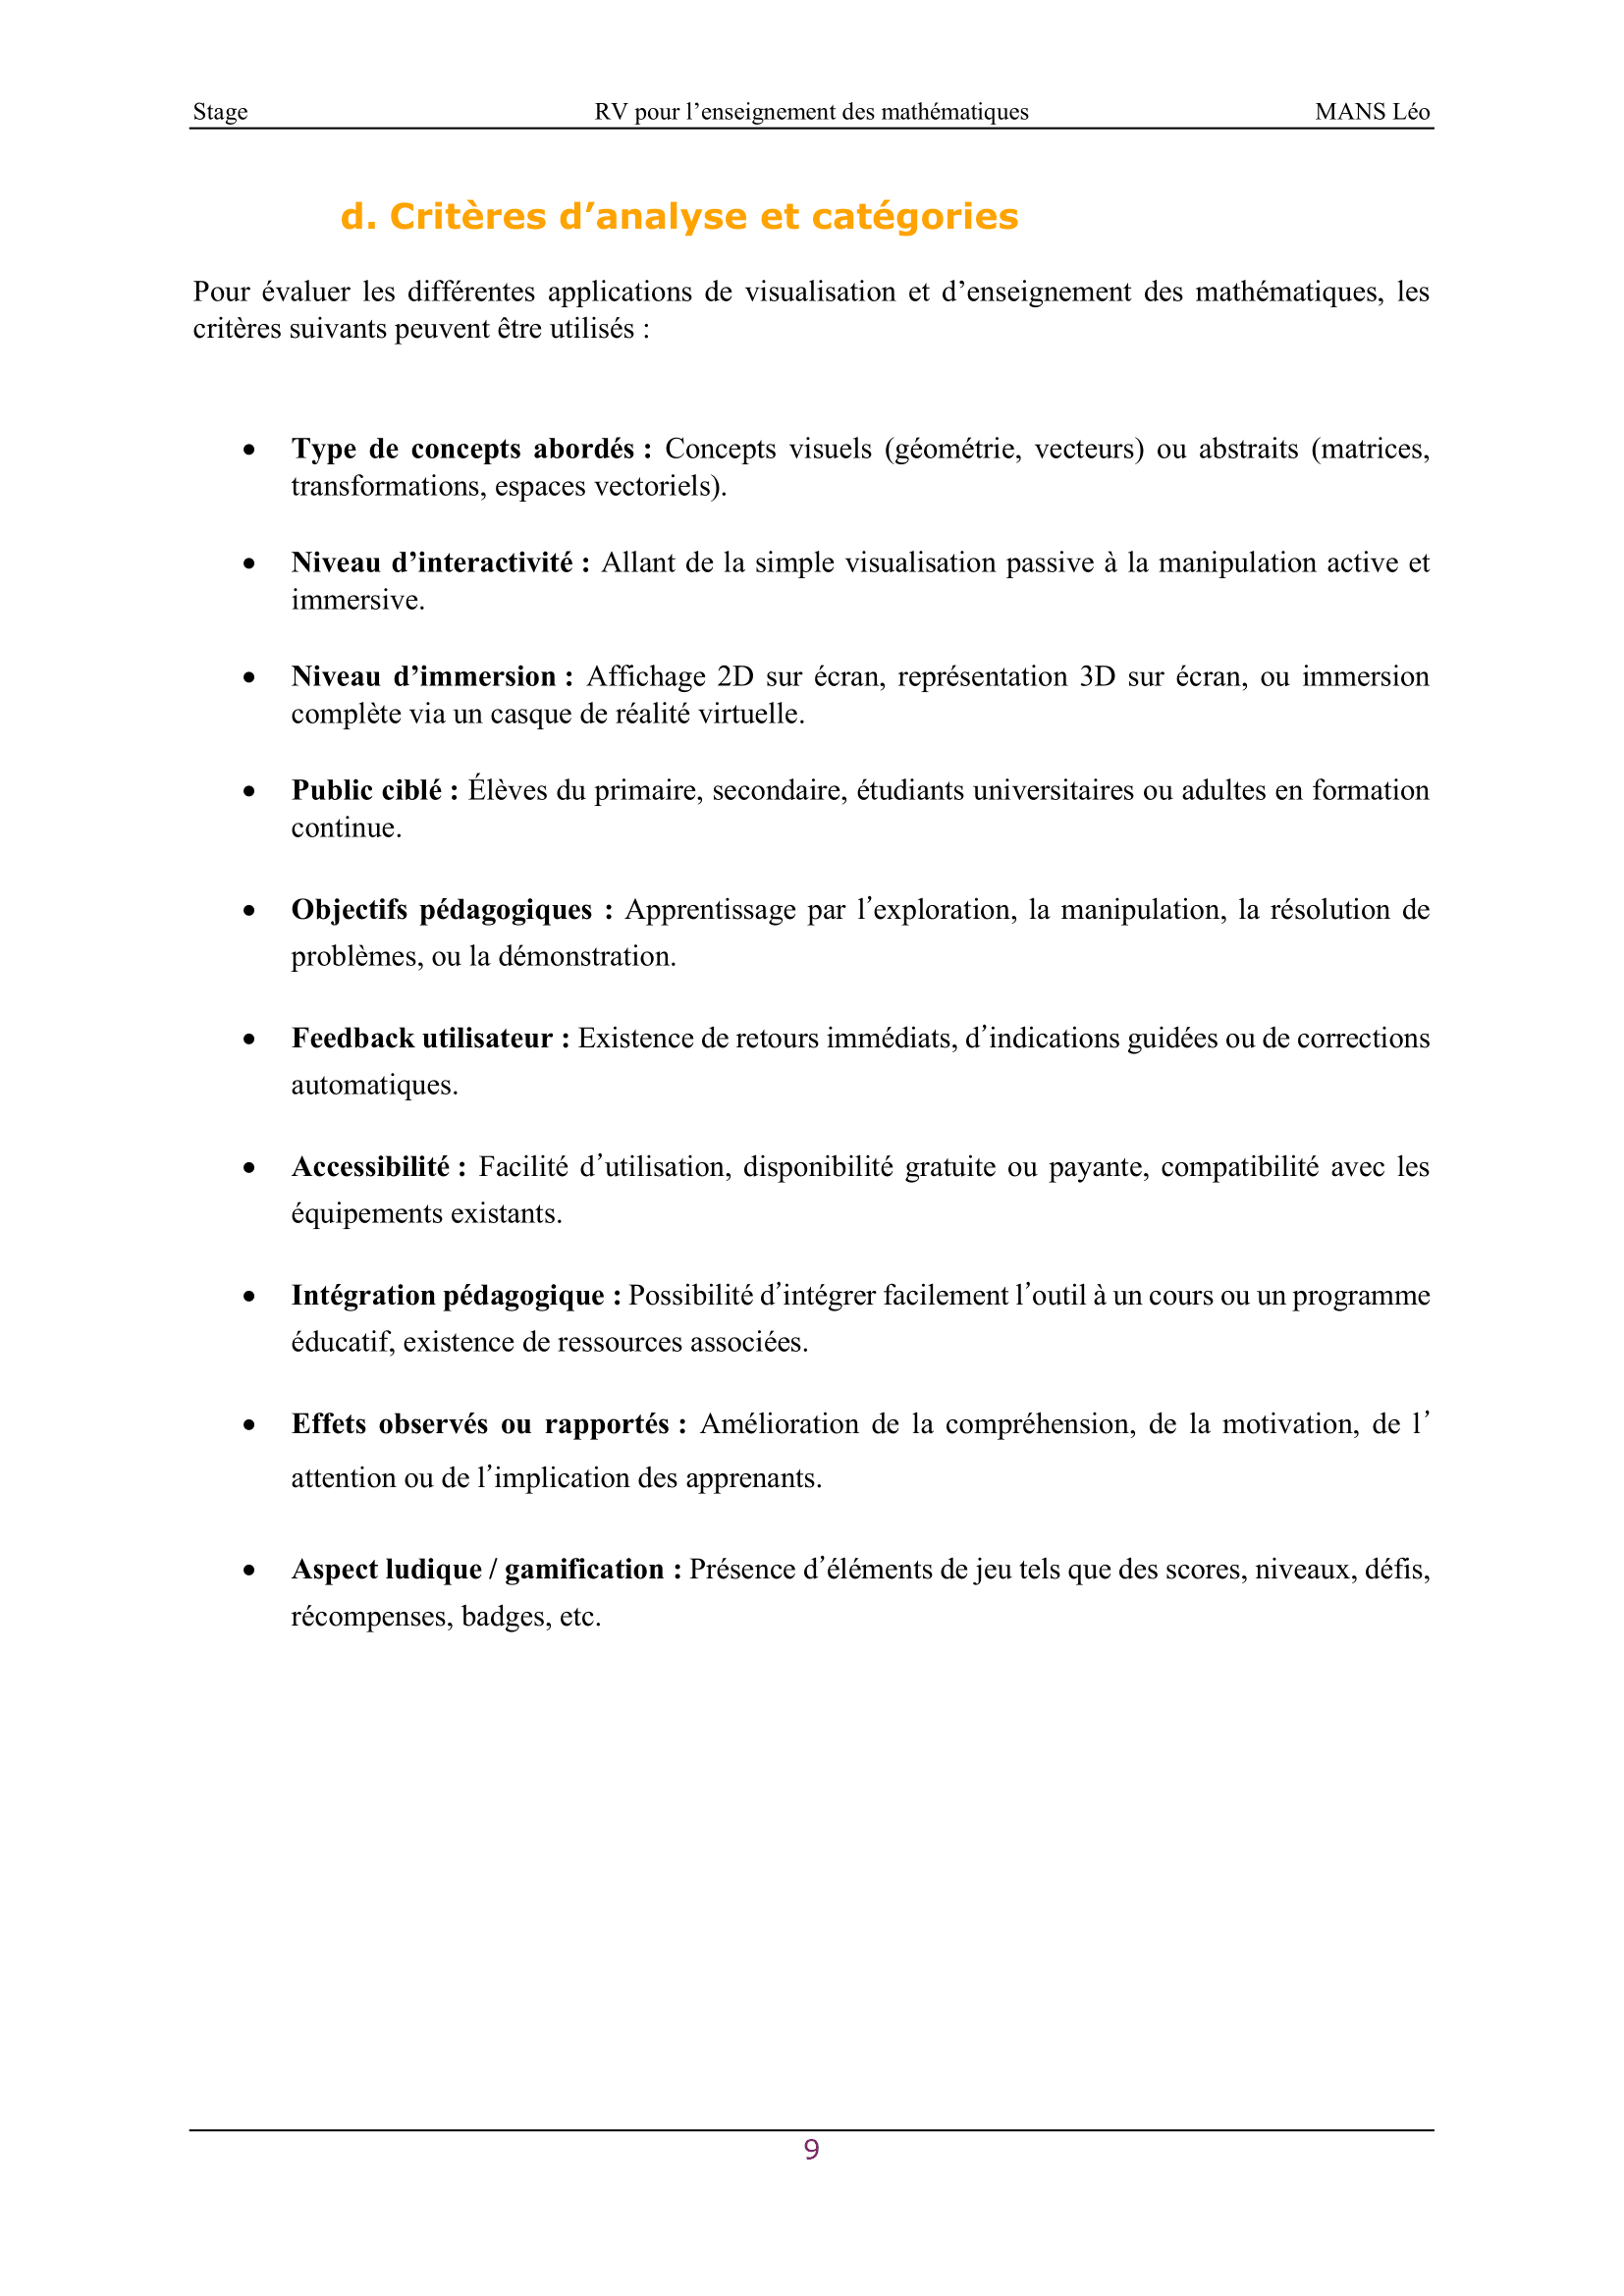 Stage RV pour l’enseignement des mathématiques MANS Léo
d. Critères d’analyse et catégories
Pour évaluer les différentes applications de visualisation et d’enseignement des mathématiques, les
critères suivants peuvent être utilisés :
• Type de concepts abordés : Concepts visuels (géométrie, vecteurs) ou abstraits (matrices,
transformations, espaces vectoriels).
• Niveau d’interactivité : Allant de la simple visualisation passive à la manipulation active et
immersive.
• Niveau d’immersion : Affichage 2D sur écran, représentation 3D sur écran, ou immersion
complète via un casque de réalité virtuelle.
• Public ciblé : Élèves du primaire, secondaire, étudiants universitaires ou adultes en formation
continue.
• Objectifs pédagogiques : Apprentissage par l’exploration, la manipulation, la résolution de
problèmes, ou la démonstration.
• Feedback utilisateur : Existence de retours immédiats, d’indications guidées ou de corrections
automatiques.
• Accessibilité : Facilité d’utilisation, disponibilité gratuite ou payante, compatibilité avec les
équipements existants.
• Intégration pédagogique : Possibilité d’intégrer facilement l’outil à un cours ou un programme
éducatif, existence de ressources associées.
• Effets observés ou rapportés : Amélioration de la compréhension, de la motivation, de l’
attention ou de l’implication des apprenants.
• Aspect ludique / gamification : Présence d’éléments de jeu tels que des scores, niveaux, défis,
récompenses, badges, etc.
9